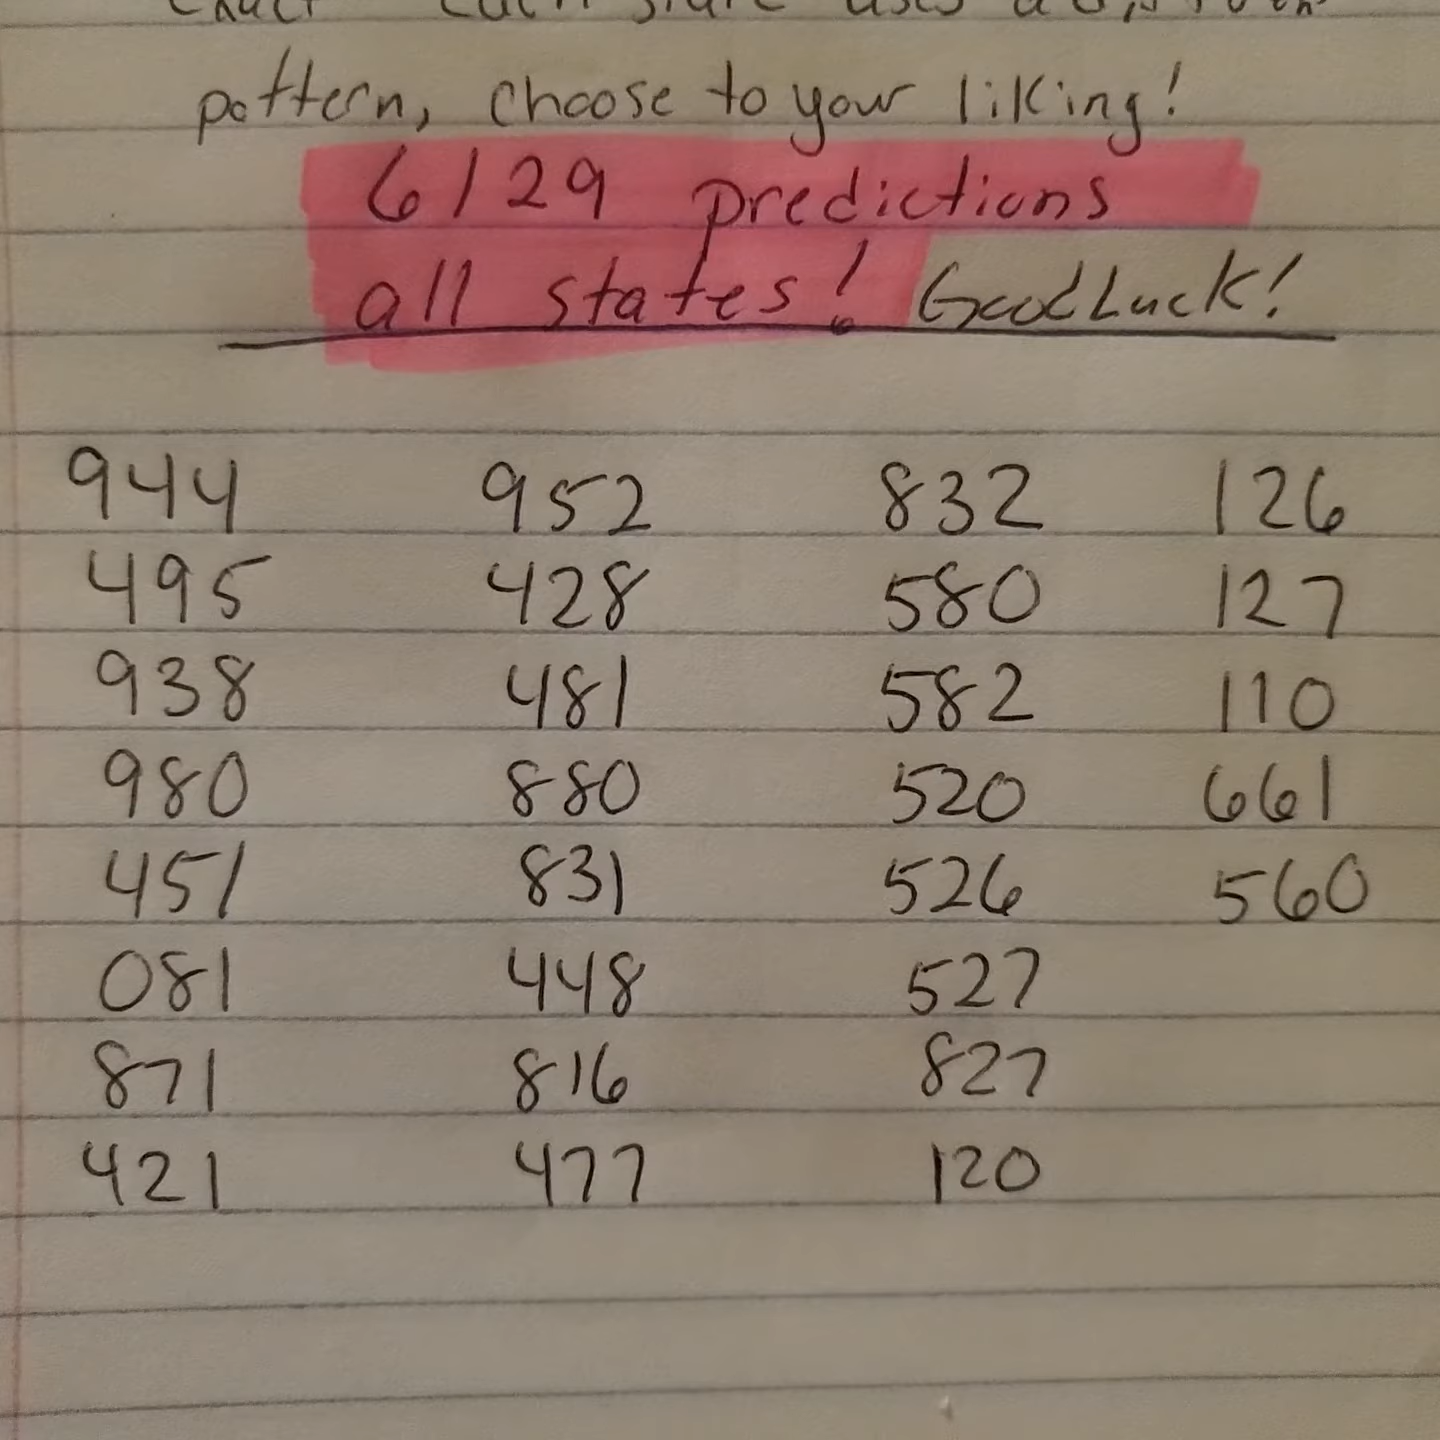 pattern, choose to your liking!
6/29 predictions
all states! GoodLuck!
944 952 832 126
495 428 580 127
938 481 582 110
980 880 520 661
451 831 526 560
081 448 527
871 816 827
421 477 120